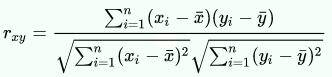 r_{xy} = \frac{\sum_{i=1}^{n}(x_i - \bar{x})(y_i - \bar{y})}{\sqrt{\sum_{i=1}^{n}(x_i - \bar{x})^2}\sqrt{\sum_{i=1}^{n}(y_i - \bar{y})^2}}